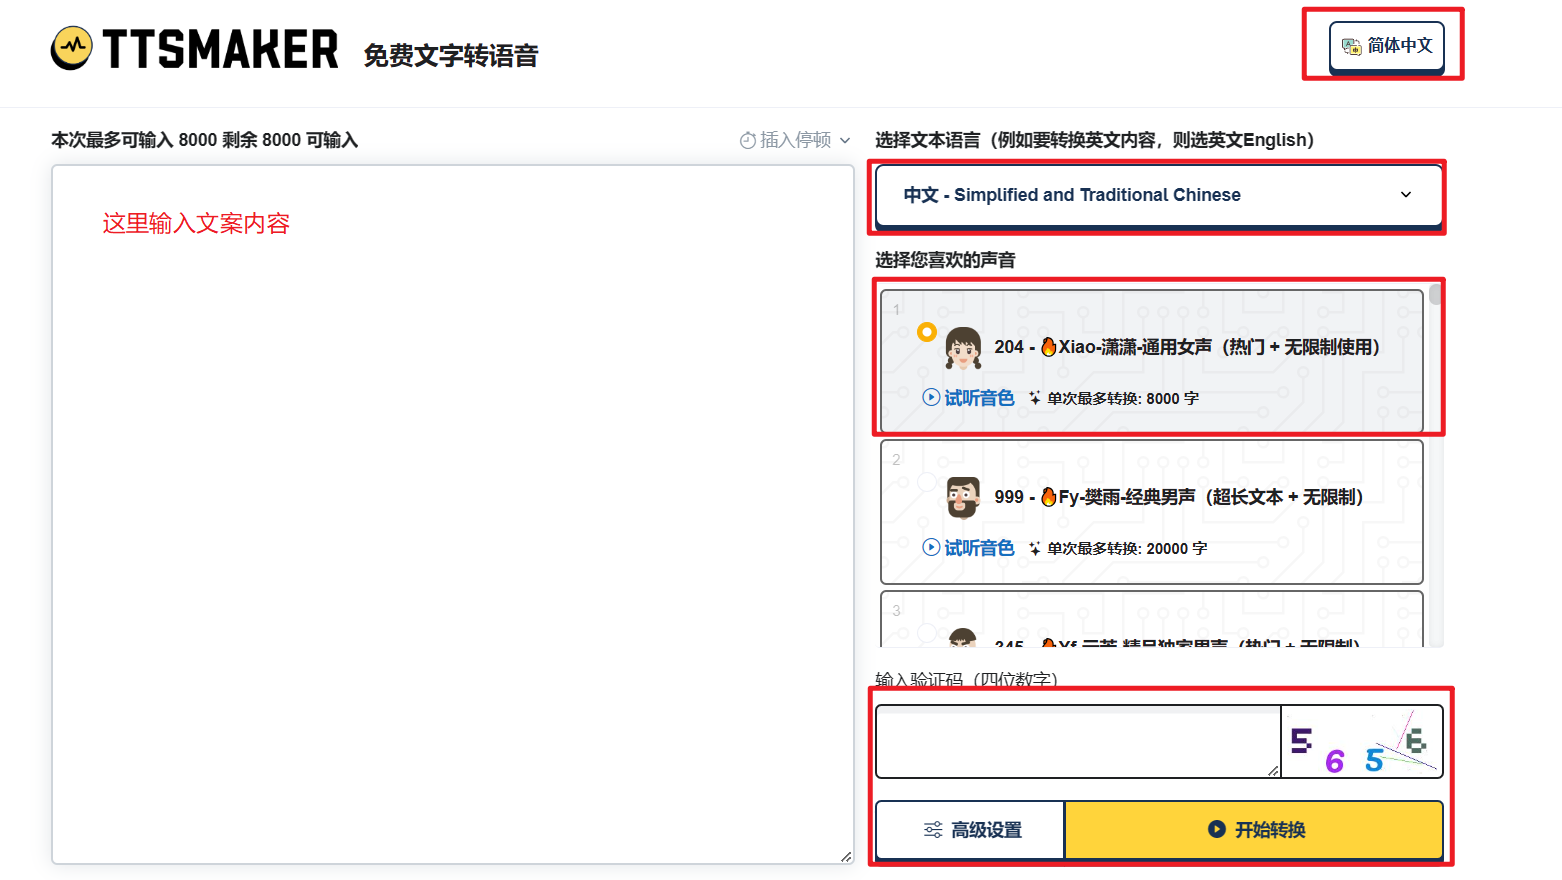 TTSMAKER 免费文字转语音
简体中文
本次最多可输入 8000 剩余 8000 可输入
插入停顿
这里输入文案内容
选择文本语言（例如要转换英文内容，则选英文English）
中文 - Simplified and Traditional Chinese
选择您喜欢的声音
1
204 - 🔥Xiao-潇潇-通用女声（热门 + 无限制使用）
试听音色 单次最多转换: 8000 字
2
999 - 🔥Fy-樊雨-经典男声（超长文本 + 无限制）
试听音色 单次最多转换: 20000 字
3
输入验证码（四位数字）
5 6 5 6
高级设置
开始转换